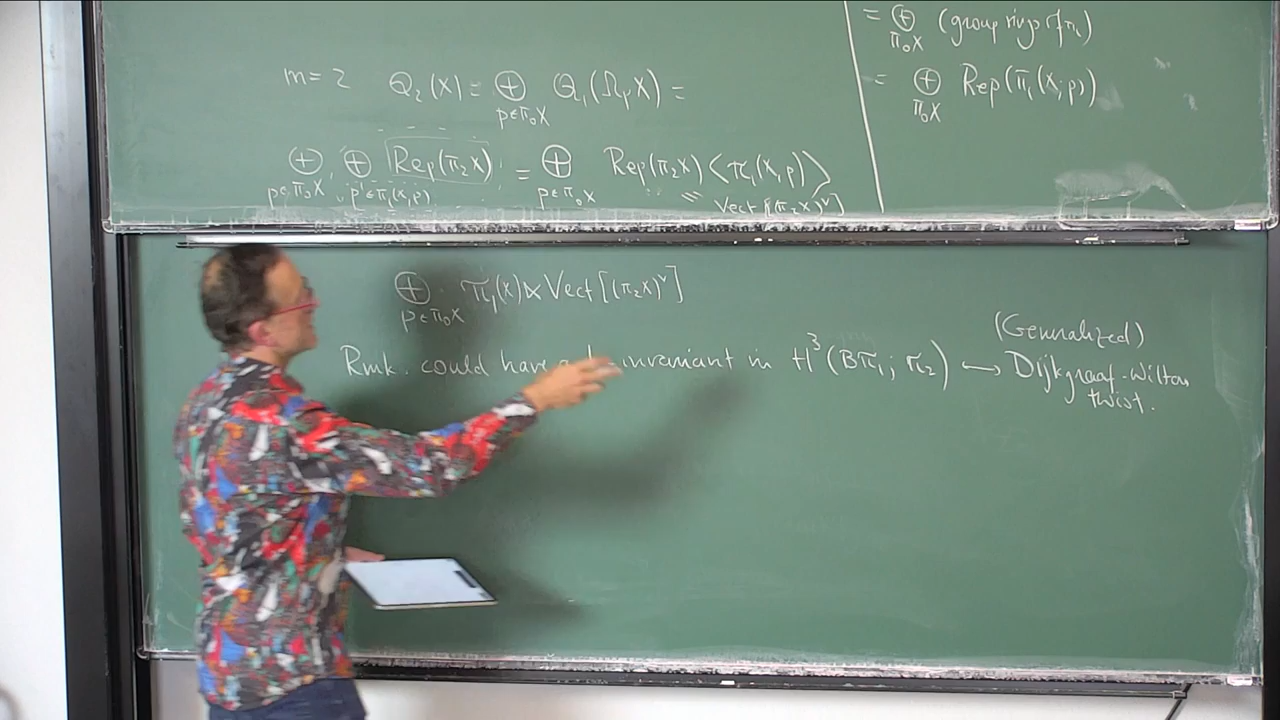 = ⊕ (group rings of π₁)
π₀X
= ⊕ Rep(π₁(X,p))
π₀X
m=2 Q₂(X) = ⊕ Q₁(Ω_pX) =
p∈π₀X
⊕ ⊕ Rep(π₂X) = ⊕ Rep(π₂X)⟨π₁(X,p)⟩
p∈π₀X p'∈π₁(X,p) p∈π₀X = Vect[(π₂X)^v]
⊕ π₁(X)⋉Vect[(π₂X)^v]
p∈π₀X
(Generalized)
Rmk. could have invariant in H³(Bπ₁; π₂) ↔ Dijkgraaf-Witten
twist.